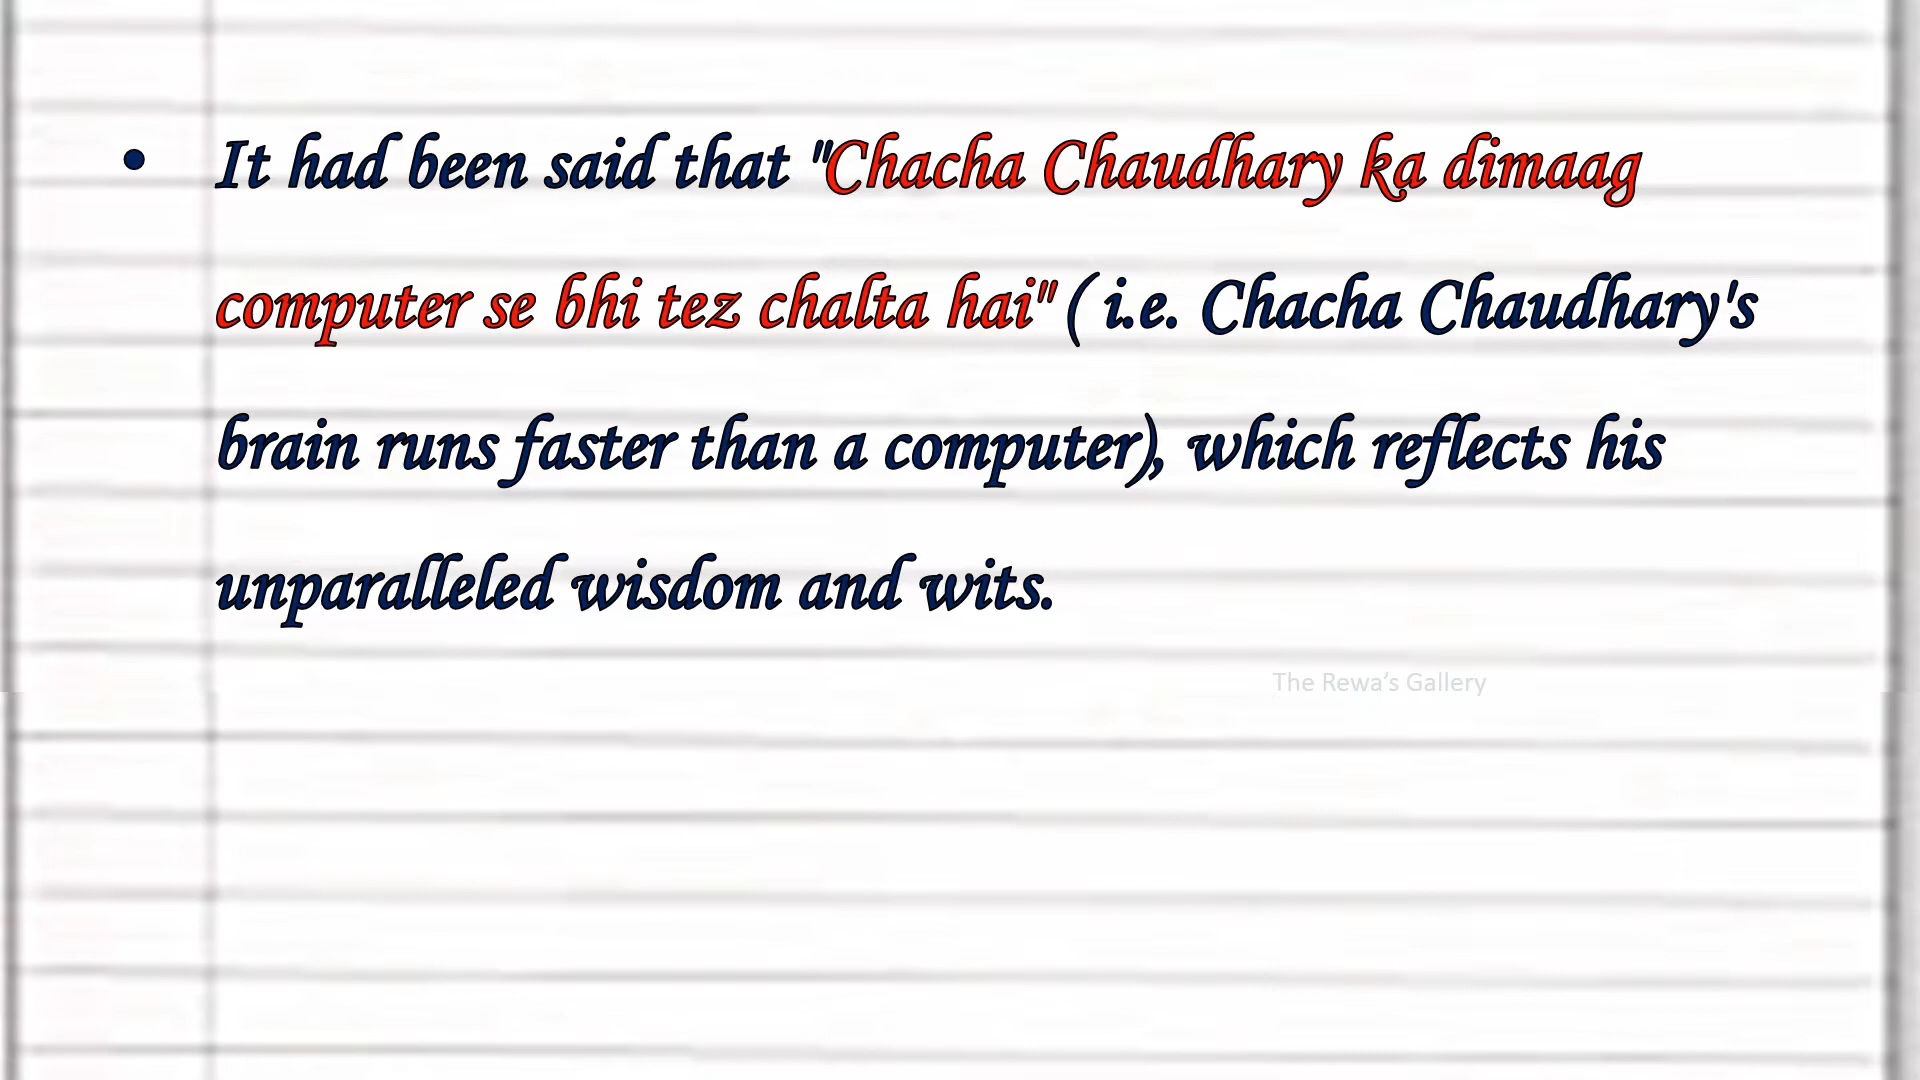 • It had been said that "Chacha Chaudhary ka dimaag
computer se bhi tez chalta hai" ( i.e. Chacha Chaudhary's
brain runs faster than a computer), which reflects his
unparalleled wisdom and wits.
The Rewa’s Gallery